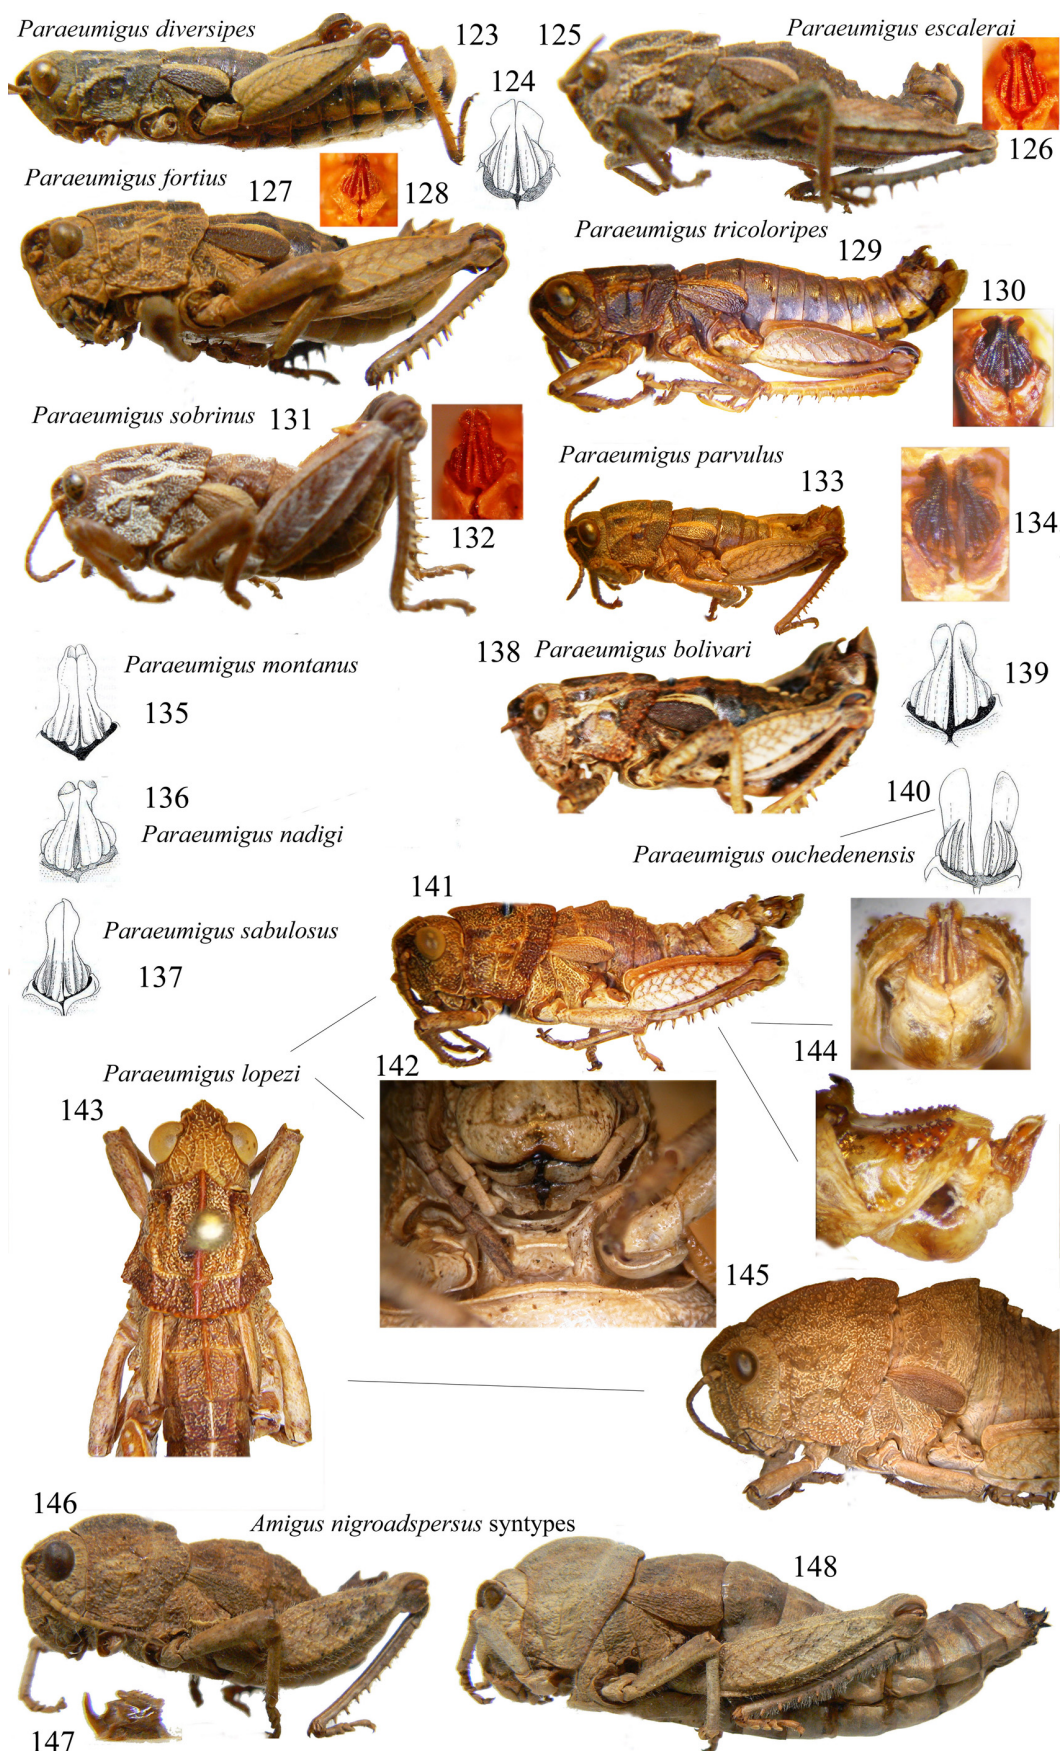 Paraeumigus diversipes
123
124
125
Paraeumigus escalerai
126
Paraeumigus fortius
127
128
Paraeumigus tricoloripes
129
130
Paraeumigus sobrinus
131
132
Paraeumigus parvulus
133
134
Paraeumigus montanus
135
138
Paraeumigus bolivari
139
136
Paraeumigus nadigi
140
Paraeumigus ouchedenensis
Paraeumigus sabulosus
137
141
Paraeumigus lopezi
142
143
144
145
146
Amigus nigroadspersus syntypes
147
148